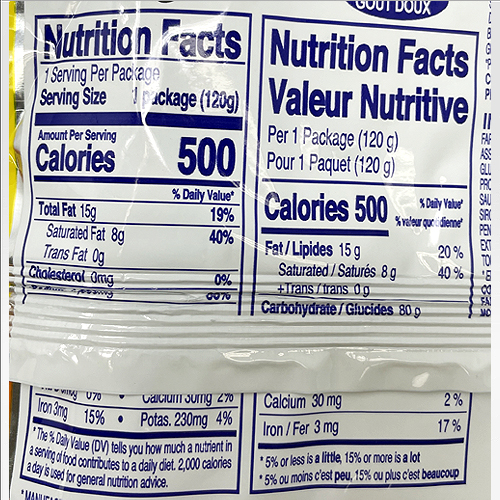 GOÛT DOUX
Nutrition Facts
1 Serving Per Package
Serving Size 1 package (120g)
Amount Per Serving
Calories 500
% Daily Value*
Total Fat 15g 19%
Saturated Fat 8g 40%
Trans Fat 0g
Cholesterol 0mg 0%
Iron 3mg 15% • Potas. 230mg 4%
0% • Calcium 30mg 2%
* The % Daily Value (DV) tells you how much a nutrient in
a serving of food contributes to a daily diet. 2,000 calories
a day is used for general nutrition advice.
Nutrition Facts
Valeur Nutritive
Per 1 Package (120 g)
Pour 1 Paquet (120 g)
Calories 500
% Daily Value*
% valeur quotidienne*
Fat / Lipides 15 g 20 %
Saturated / Saturés 8 g 40 %
+Trans / trans 0 g
Carbohydrate / Glucides 80 g
Calcium 30 mg 2 %
Iron / Fer 3 mg 17 %
* 5% or less is a little, 15% or more is a lot
* 5% ou moins c'est peu, 15% ou plus c'est beaucoup